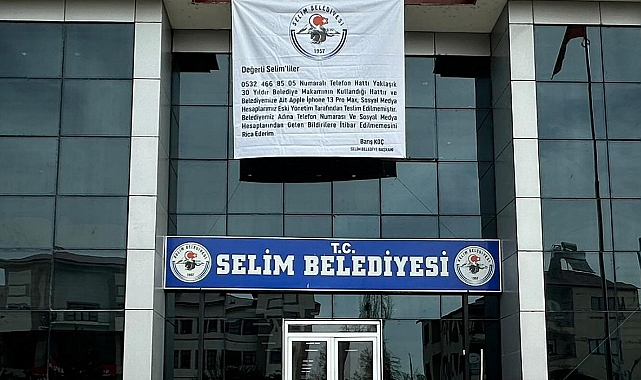 SELİM BELEDİYESİ
1957
Değerli Selim'liler
0532 466 85 05 Numaralı Telefon Hattı Yaklaşık
30 Yıldır Belediye Makamının Kullandığı Hattır ve
Belediyemize Ait Apple İphone 13 Pro Max, Sosyal Medya
Hesaplarımız Eski Yönetim Tarafından Teslim Edilmemiştir.
Belediyemiz Adına Telefon Numarası Ve Sosyal Medya
Hesaplarından Gelen Bildirilere İtibar Edilmemesini
Rica Ederim
Barış KOÇ
SELİM BELEDİYE BAŞKANI
T.C.
SELİM BELEDİYESİ